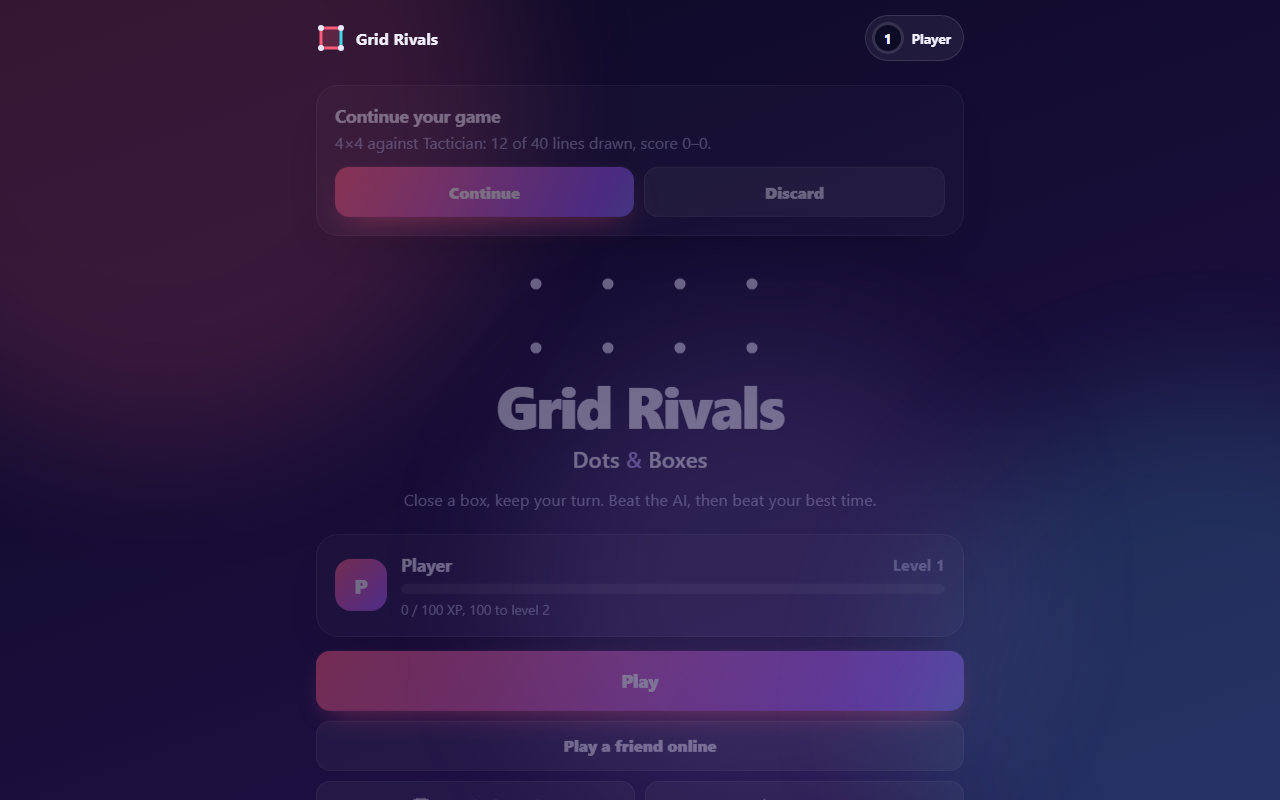 Grid Rivals
1 Player
Continue your game
4×4 against Tactician: 12 of 40 lines drawn, score 0–0.
Continue
Discard
Grid Rivals
Dots & Boxes
Close a box, keep your turn. Beat the AI, then beat your best time.
P
Player
Level 1
0 / 100 XP, 100 to level 2
Play
Play a friend online